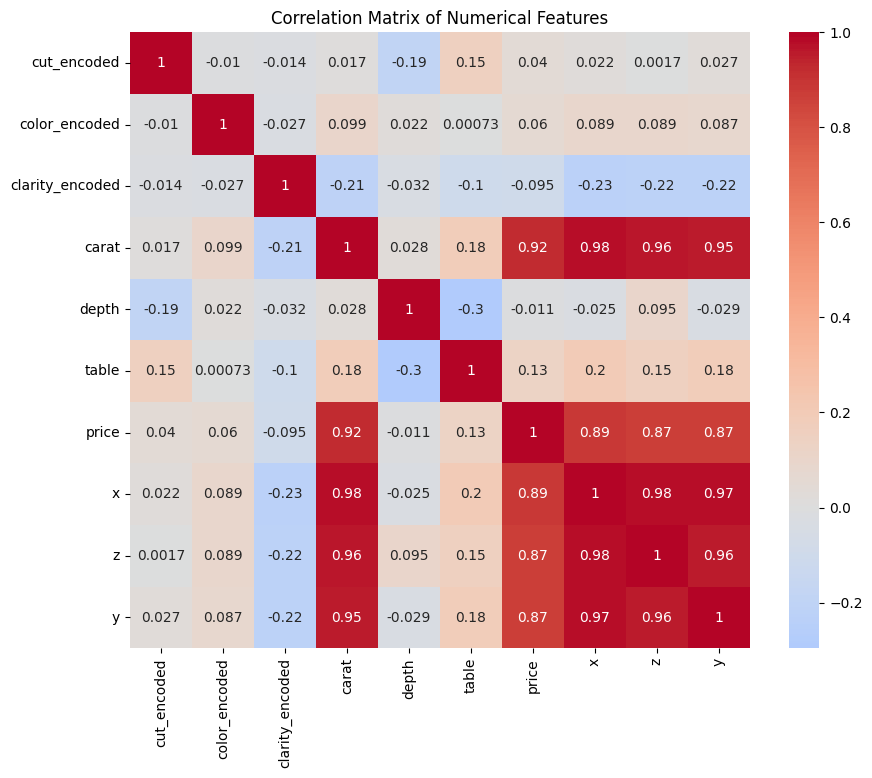 Correlation Matrix of Numerical Features
cut_encoded 1 -0.01 -0.014 0.017 -0.19 0.15 0.04 0.022 0.0017 0.027
color_encoded -0.01 1 -0.027 0.099 0.022 0.00073 0.06 0.089 0.089 0.087
clarity_encoded -0.014 -0.027 1 -0.21 -0.032 -0.1 -0.095 -0.23 -0.22 -0.22
carat 0.017 0.099 -0.21 1 0.028 0.18 0.92 0.98 0.96 0.95
depth -0.19 0.022 -0.032 0.028 1 -0.3 -0.011 -0.025 0.095 -0.029
table 0.15 0.00073 -0.1 0.18 -0.3 1 0.13 0.2 0.15 0.18
price 0.04 0.06 -0.095 0.92 -0.011 0.13 1 0.89 0.87 0.87
x 0.022 0.089 -0.23 0.98 -0.025 0.2 0.89 1 0.98 0.97
z 0.0017 0.089 -0.22 0.96 0.095 0.15 0.87 0.98 1 0.96
y 0.027 0.087 -0.22 0.95 -0.029 0.18 0.87 0.97 0.96 1
cut_encoded color_encoded clarity_encoded carat depth table price x z y
1.0
0.8
0.6
0.4
0.2
0.0
−0.2